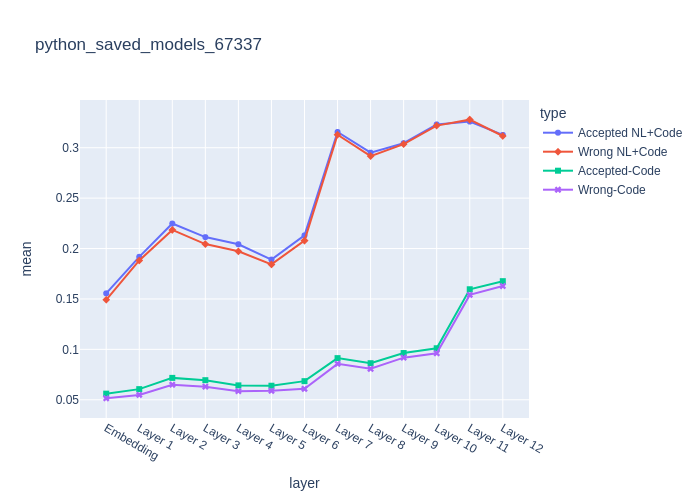 python_saved_models_67337
type
Accepted NL+Code
Wrong NL+Code
Accepted-Code
Wrong-Code
mean
0.3
0.25
0.2
0.15
0.1
0.05
Embedding
Layer 1
Layer 2
Layer 3
Layer 4
Layer 5
Layer 6
Layer 7
Layer 8
Layer 9
Layer 10
Layer 11
Layer 12
layer